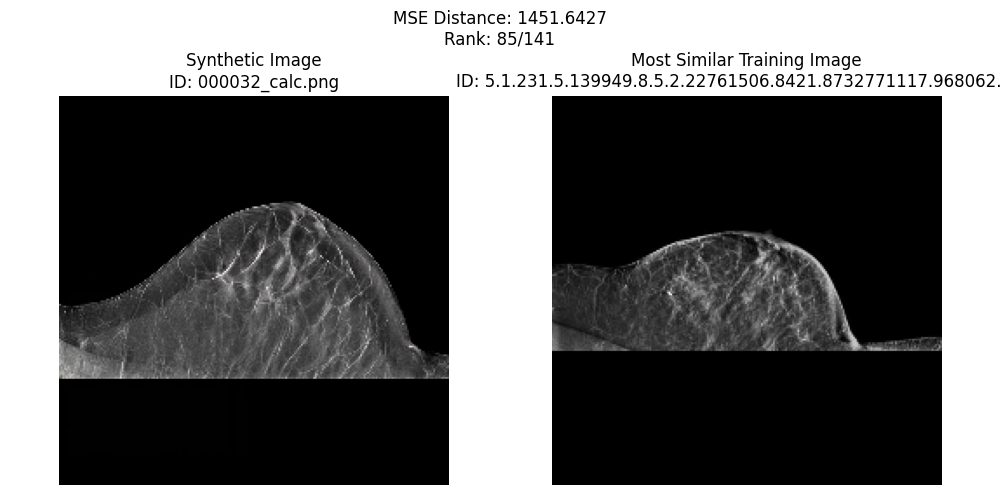 MSE Distance: 1451.6427
Rank: 85/141
Synthetic Image
ID: 000032_calc.png
Most Similar Training Image
ID: 5.1.231.5.139949.8.5.2.22761506.8421.8732771117.968062.